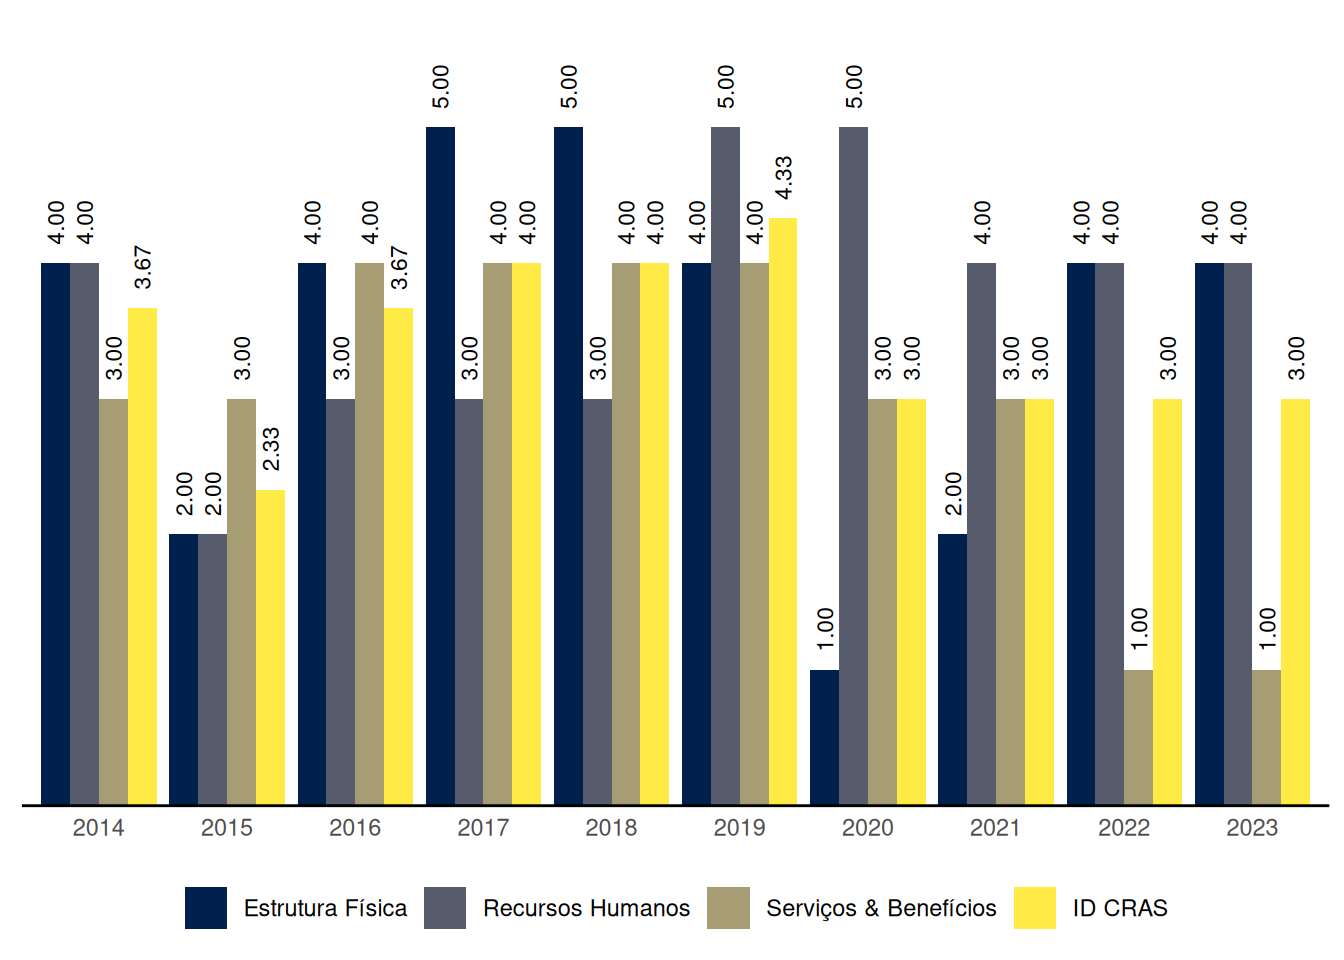 5.00 5.00 5.00 5.00
4.33
4.00 4.00 4.00 4.00 4.00 4.00 4.00 4.00 4.00 4.00 4.00 4.00 4.00 4.00 4.00
3.67 3.67
3.00 3.00 3.00 3.00 3.00 3.00 3.00 3.00 3.00 3.00 3.00
2.33
2.00 2.00 2.00
1.00 1.00 1.00
2014 2015 2016 2017 2018 2019 2020 2021 2022 2023
Estrutura Física Recursos Humanos Serviços & Benefícios ID CRAS